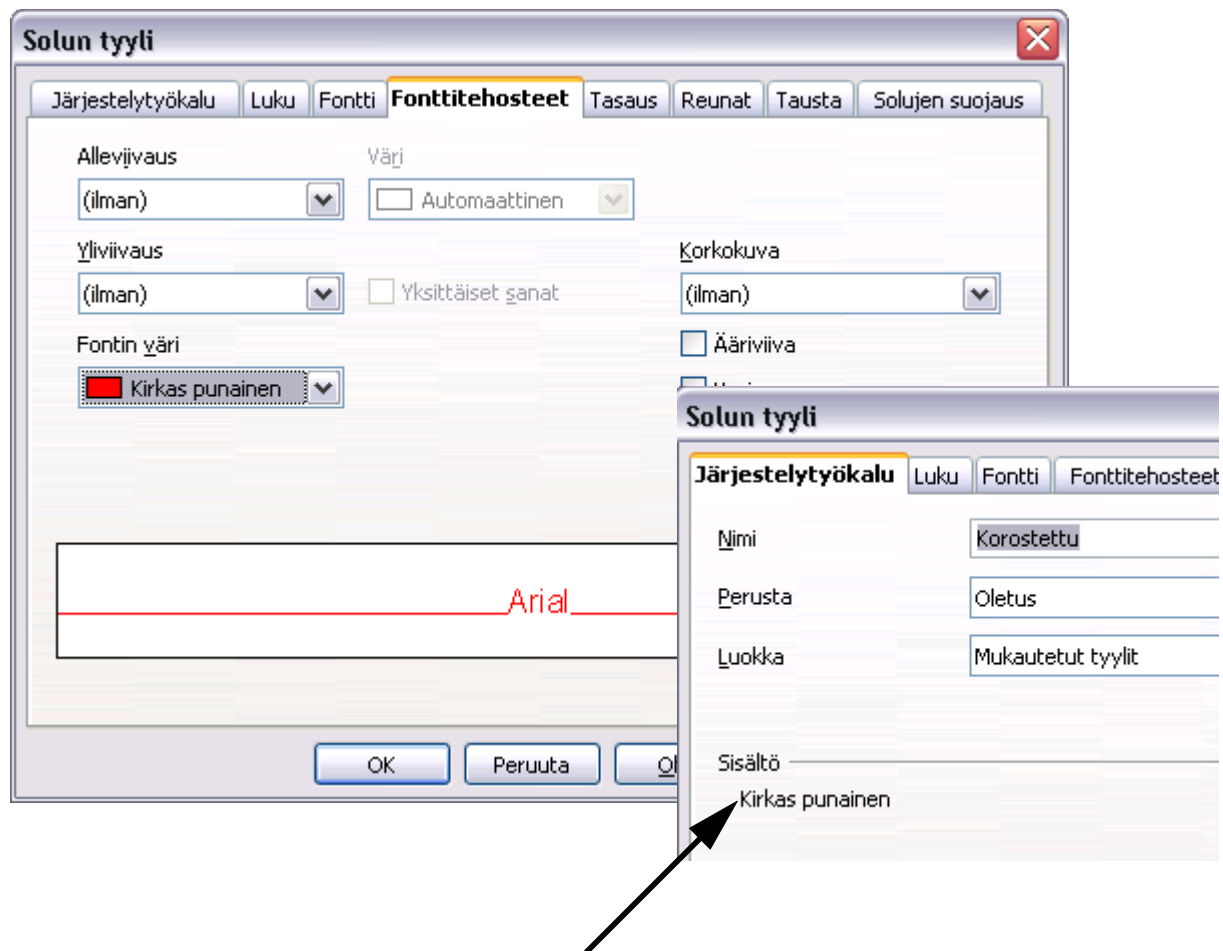 Solun tyyli
Järjestelytyökalu Luku Fontti Fonttitehosteet Tasaus Reunat Tausta Solujen suojaus
Alleviivaus Väri
(ilman) Automaattinen
Yliviivaus Korkokuva
(ilman) Yksittäiset sanat (ilman)
Fontin väri Ääriviiva
Kirkas punainen
Arial
OK Peruuta
Solun tyyli
Järjestelytyökalu Luku Fontti Fonttitehosteet
Nimi Korostettu
Perusta Oletus
Luokka Mukautetut tyylit
Sisältö
Kirkas punainen